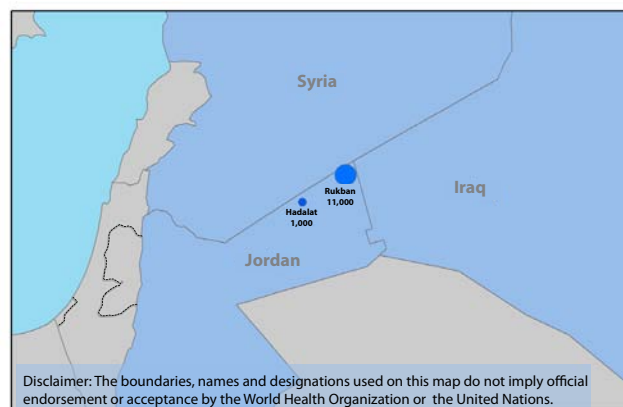 Syria
Rukban
11,000
Iraq
Hadalat
1,000
Jordan
Disclaimer: The boundaries, names and designations used on this map do not imply official
endorsement or acceptance by the World Health Organization or the United Nations.